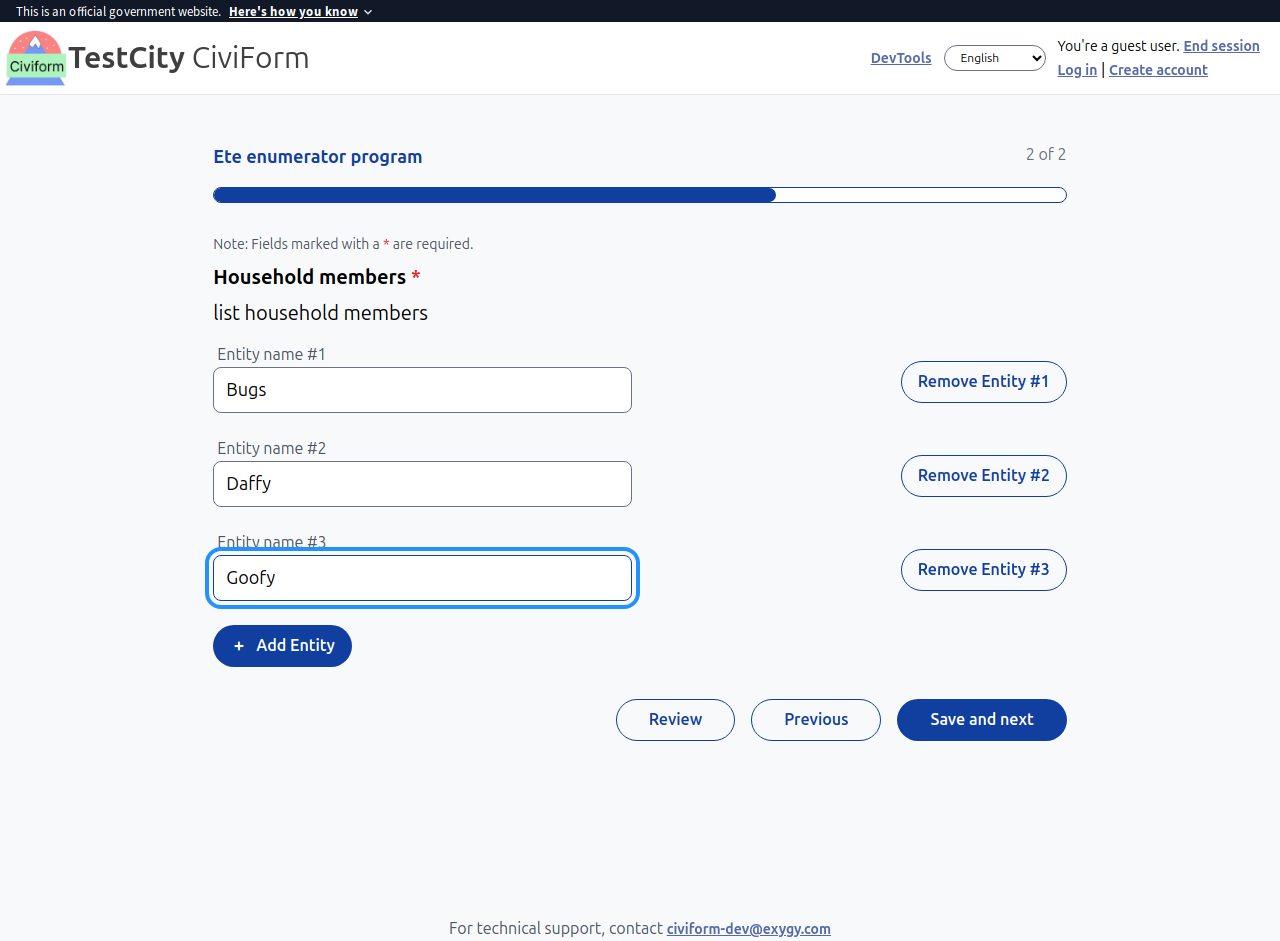 This is an official government website. Here's how you know
Civiform
TestCity CiviForm
DevTools
English
You're a guest user. End session
Log in | Create account
Ete enumerator program
2 of 2
Note: Fields marked with a * are required.
Household members *
list household members
Entity name #1
Bugs
Remove Entity #1
Entity name #2
Daffy
Remove Entity #2
Entity name #3
Goofy
Remove Entity #3
+ Add Entity
Review
Previous
Save and next
For technical support, contact civiform-dev@exygy.com